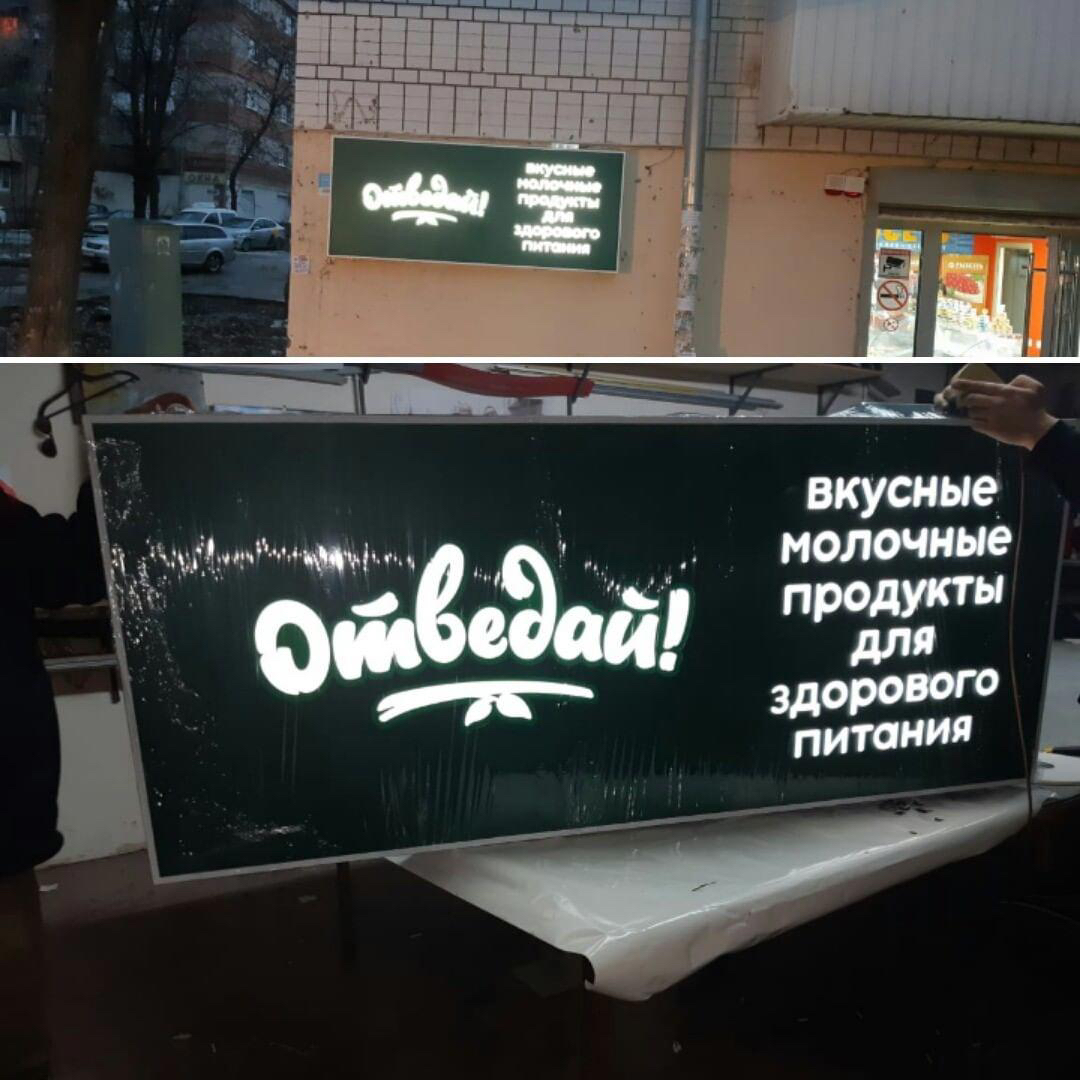 Отведай!
вкусные
молочные
продукты
для
здорового
питания
Отведай!
вкусные
молочные
продукты
для
здорового
питания